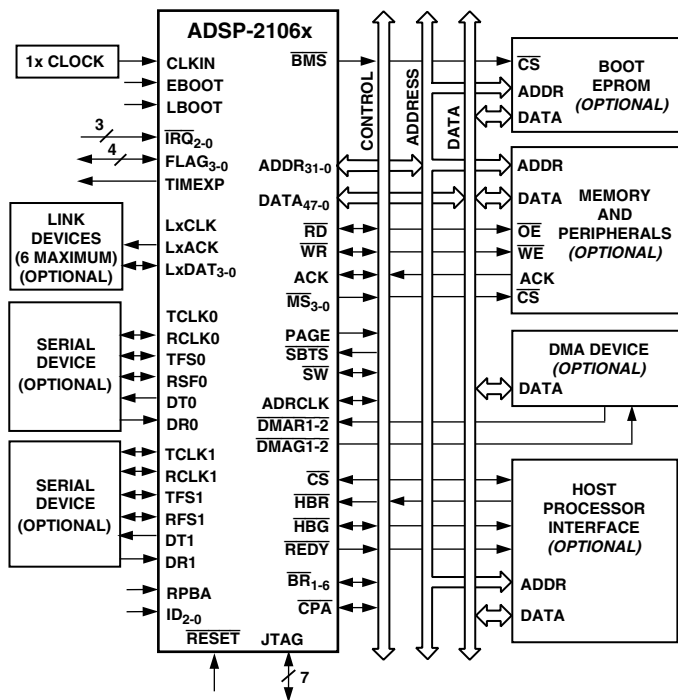 ADSP-2106x
1x CLOCK
CLKIN
EBOOT
LBOOT
3
IRQ2-0
4
FLAG3-0
TIMEXP
LINK
DEVICES
(6 MAXIMUM)
(OPTIONAL)
LxCLK
LxACK
LxDAT3-0
SERIAL
DEVICE
(OPTIONAL)
TCLK0
RCLK0
TFS0
RSF0
DT0
DR0
SERIAL
DEVICE
(OPTIONAL)
TCLK1
RCLK1
TFS1
RFS1
DT1
DR1
RPBA
ID2-0
RESET
JTAG
7
BMS
ADDR31-0
DATA47-0
RD
WR
ACK
MS3-0
PAGE
SBTS
SW
ADRCLK
DMAR1-2
DMAG1-2
CS
HBR
HBG
REDY
BR1-6
CPA
CONTROL
ADDRESS
DATA
CS
ADDR
DATA
BOOT
EPROM
(OPTIONAL)
ADDR
DATA
OE
WE
ACK
CS
MEMORY
AND
PERIPHERALS
(OPTIONAL)
DMA DEVICE
(OPTIONAL)
DATA
HOST
PROCESSOR
INTERFACE
(OPTIONAL)
ADDR
DATA